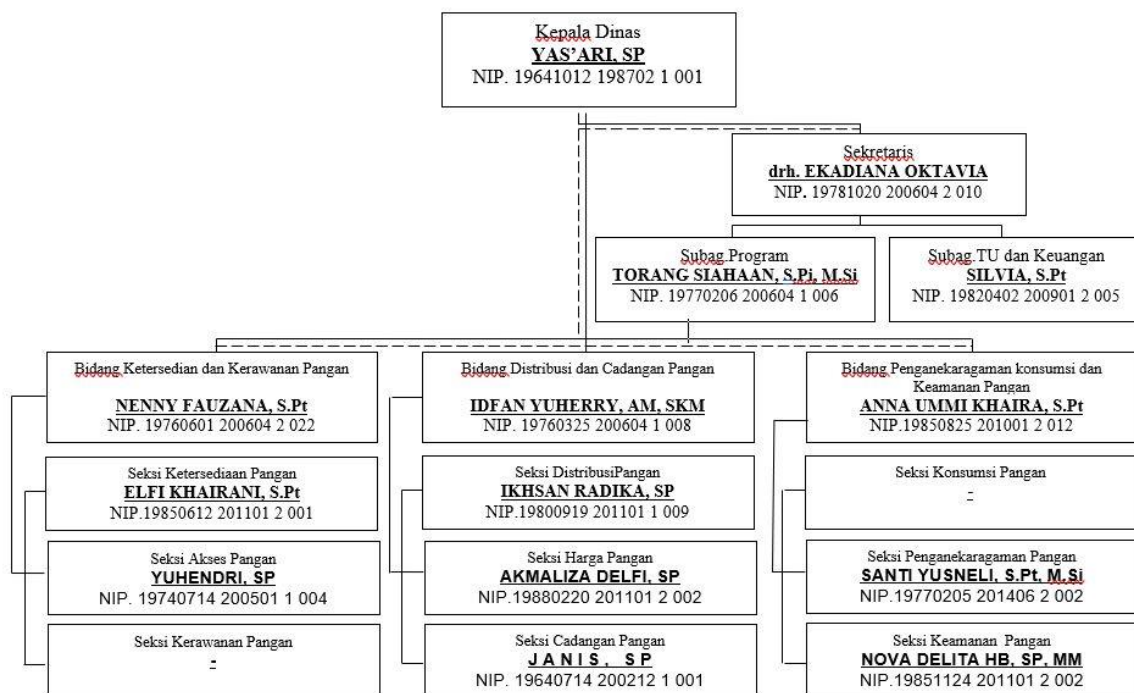 Kepala Dinas
YAS'ARI, SP
NIP. 19641012 198702 1 001
Sekretaris
drh. EKADIANA OKTAVIA
NIP. 19781020 200604 2 010
Subag.Program
TORANG SIAHAAN, S.Pi, M.Si
NIP. 19770206 200604 1 006
Subag.TU dan Keuangan
SILVIA, S.Pt
NIP. 19820402 200901 2 005
Bidang Ketersedian dan Kerawanan Pangan
NENNY FAUZANA, S.Pt
NIP. 19760601 200604 2 022
Seksi Ketersediaan Pangan
ELFI KHAIRANI, S.Pt
NIP.19850612 201101 2 001
Seksi Akses Pangan
YUHENDRI, SP
NIP. 19740714 200501 1 004
Seksi Kerawanan Pangan
-
Bidang Distribusi dan Cadangan Pangan
IDFAN YUHERRY, AM, SKM
NIP. 19760325 200604 1 008
Seksi DistribusiPangan
IKHSAN RADIKA, SP
NIP.19800919 201101 1 009
Seksi Harga Pangan
AKMALIZA DELFI, SP
NIP.19880220 201101 2 002
Seksi Cadangan Pangan
J A N I S , S P
NIP. 19640714 200212 1 001
Bidang Penganekaragaman konsumsi dan
Keamanan Pangan
ANNA UMMI KHAIRA, S.Pt
NIP.19850825 201001 2 012
Seksi Konsumsi Pangan
-
Seksi Penganekaragaman Pangan
SANTI YUSNELI, S.Pt, M.Si
NIP.19770205 201406 2 002
Seksi Keamanan Pangan
NOVA DELITA HB, SP, MM
NIP.19851124 201101 2 002